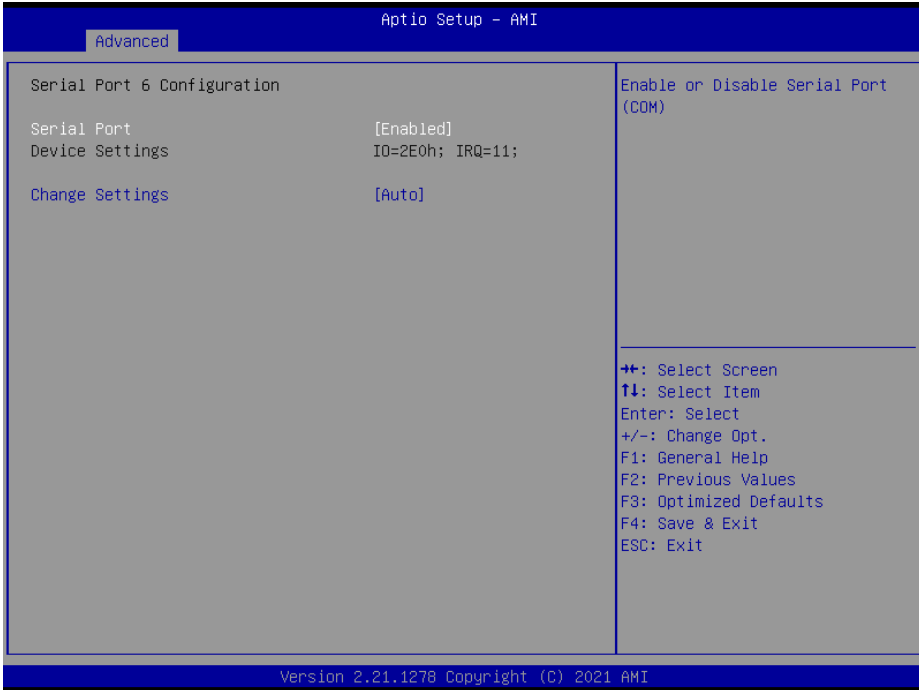 Aptio Setup – AMI
Advanced
Serial Port 6 Configuration
Serial Port [Enabled]
Device Settings IO=2E0h; IRQ=11;
Change Settings [Auto]
Enable or Disable Serial Port
(COM)
→←: Select Screen
↑↓: Select Item
Enter: Select
+/-: Change Opt.
F1: General Help
F2: Previous Values
F3: Optimized Defaults
F4: Save & Exit
ESC: Exit
Version 2.21.1278 Copyright (C) 2021 AMI